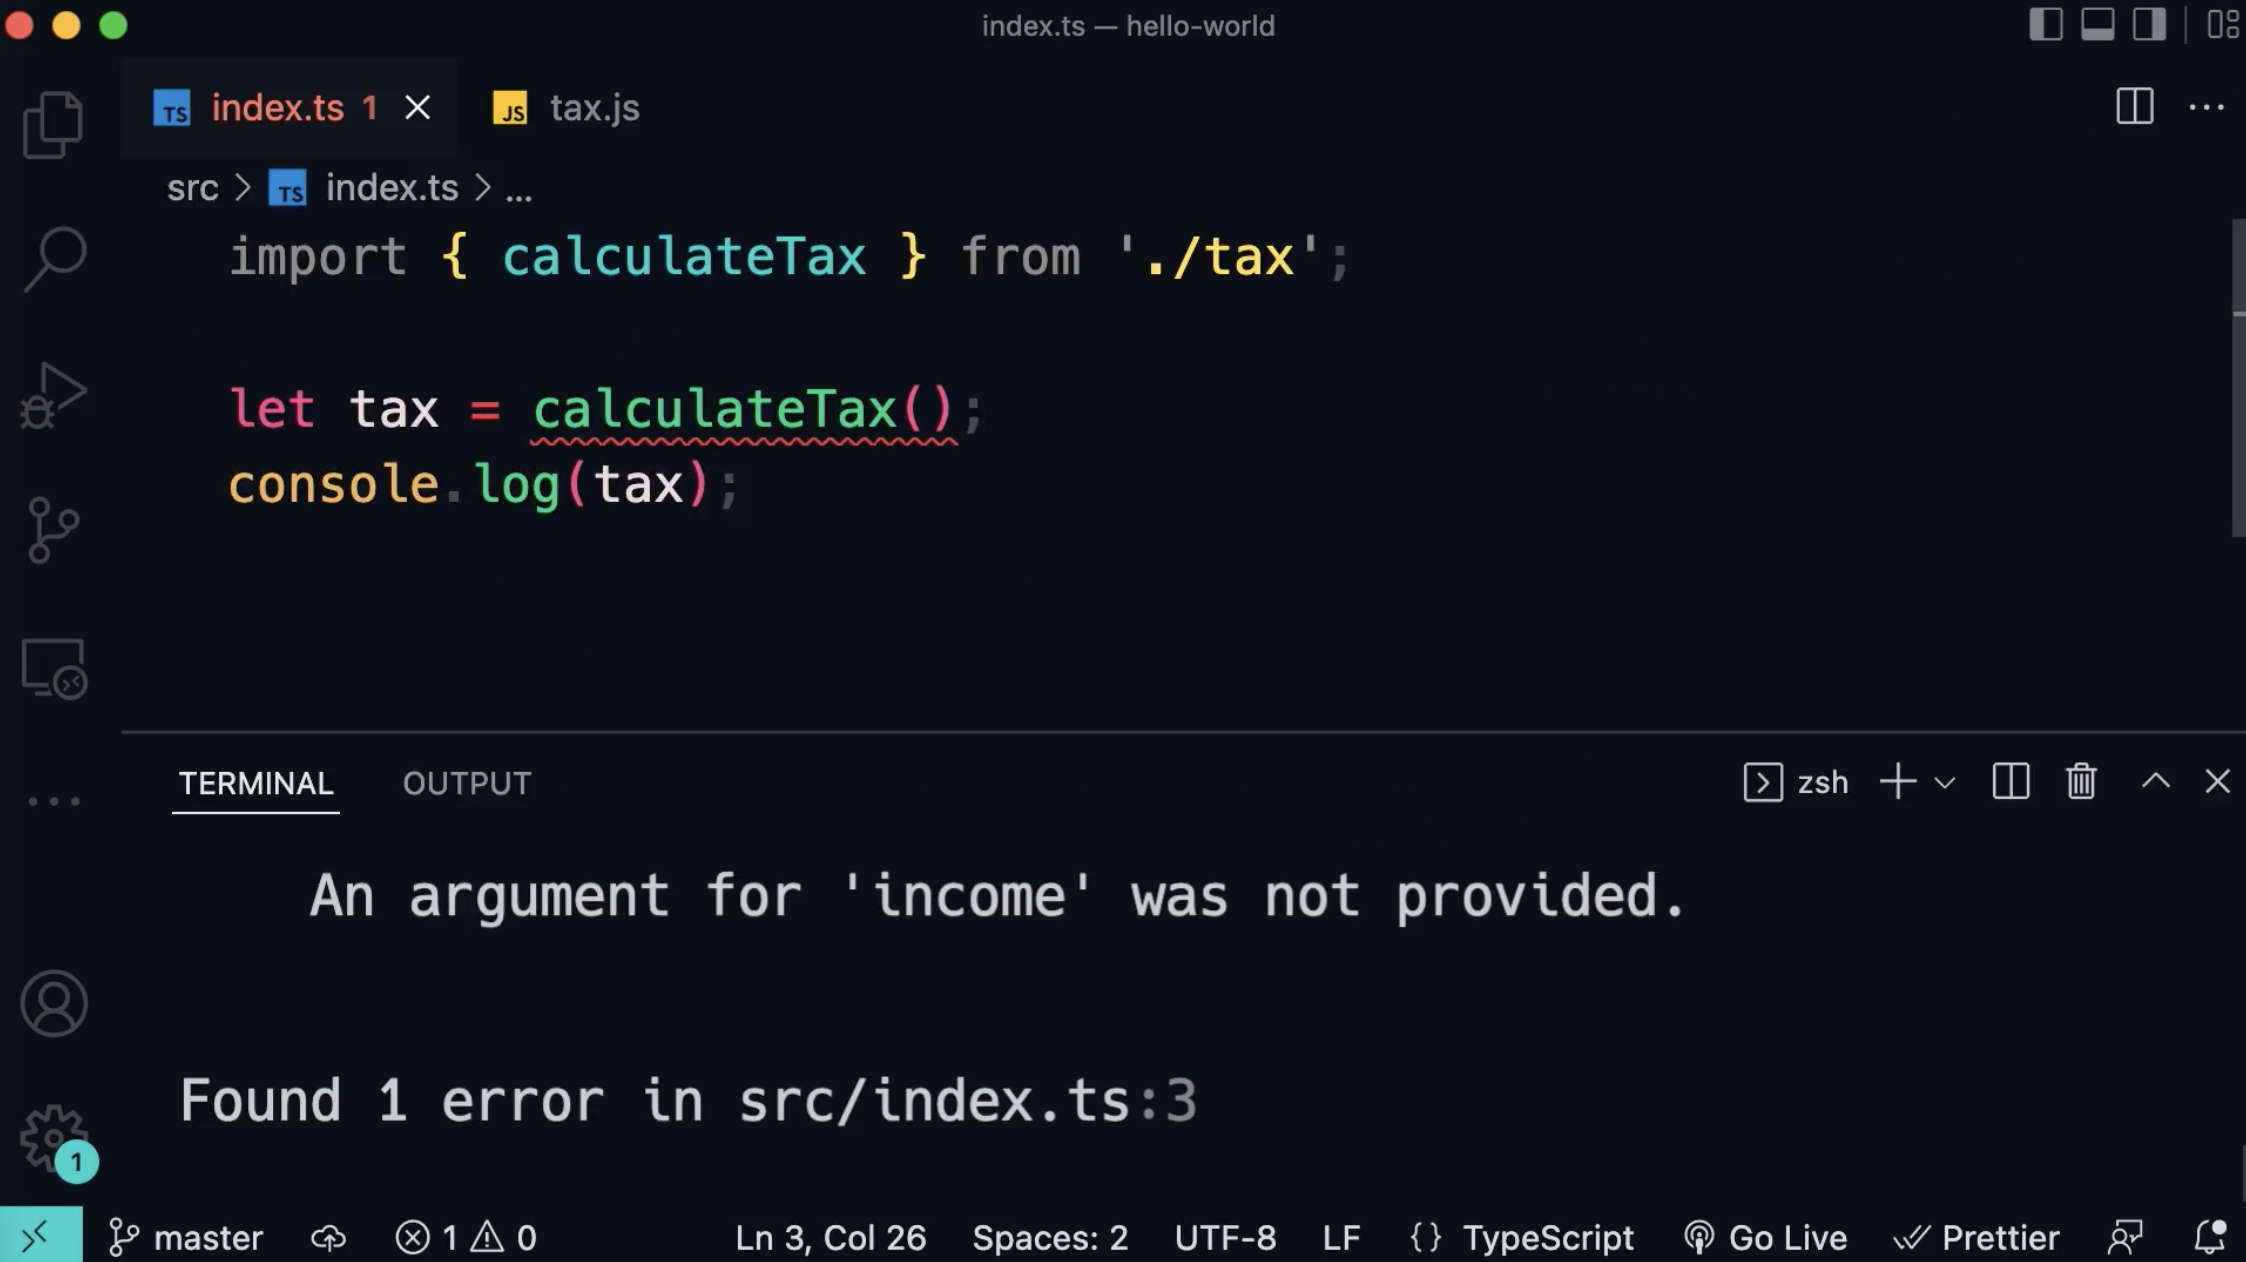 index.ts — hello-world
TS index.ts 1 JS tax.js
src > TS index.ts > ...
import { calculateTax } from './tax';
let tax = calculateTax();
console.log(tax);
TERMINAL OUTPUT zsh
An argument for 'income' was not provided.
Found 1 error in src/index.ts:3
1
master 1 0 Ln 3, Col 26 Spaces: 2 UTF-8 LF {} TypeScript Go Live Prettier